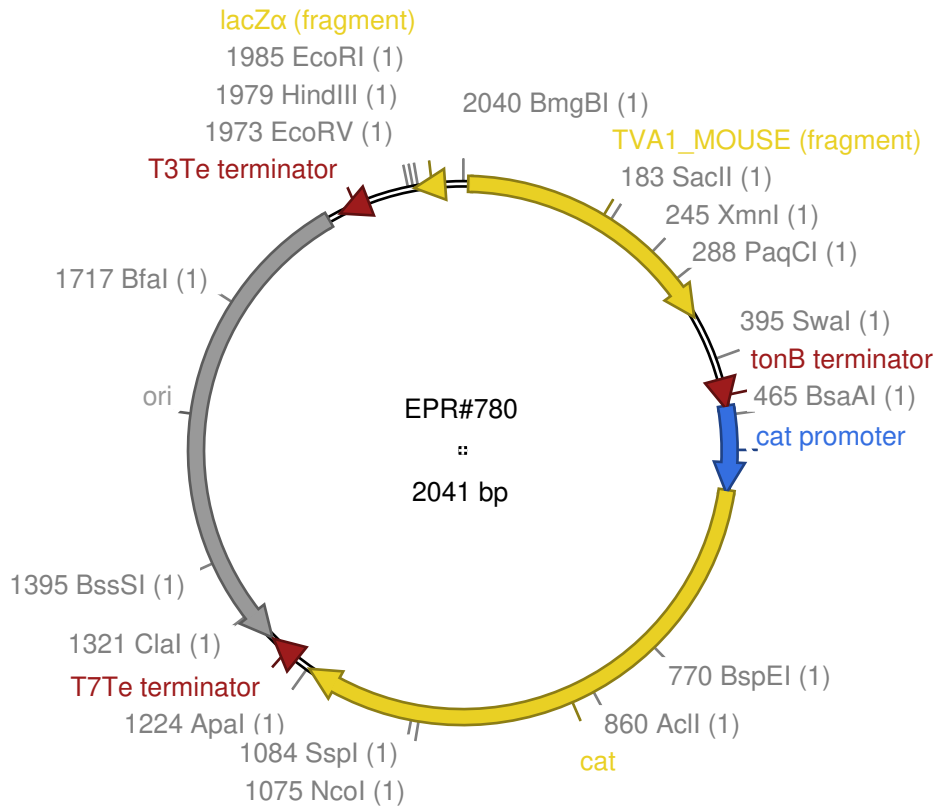 lacZα (fragment)
1985 EcoRI (1)
1979 HindIII (1)
1973 EcoRV (1)
T3Te terminator
2040 BmgBI (1)
TVA1_MOUSE (fragment)
183 SacII (1)
245 XmnI (1)
288 PaqCI (1)
1717 BfaI (1)
395 SwaI (1)
tonB terminator
465 BsaAI (1)
cat promoter
ori
EPR#780
2041 bp
1395 BssSI (1)
1321 ClaI (1)
T7Te terminator
1224 ApaI (1)
1084 SspI (1)
1075 NcoI (1)
770 BspEI (1)
860 AclI (1)
cat